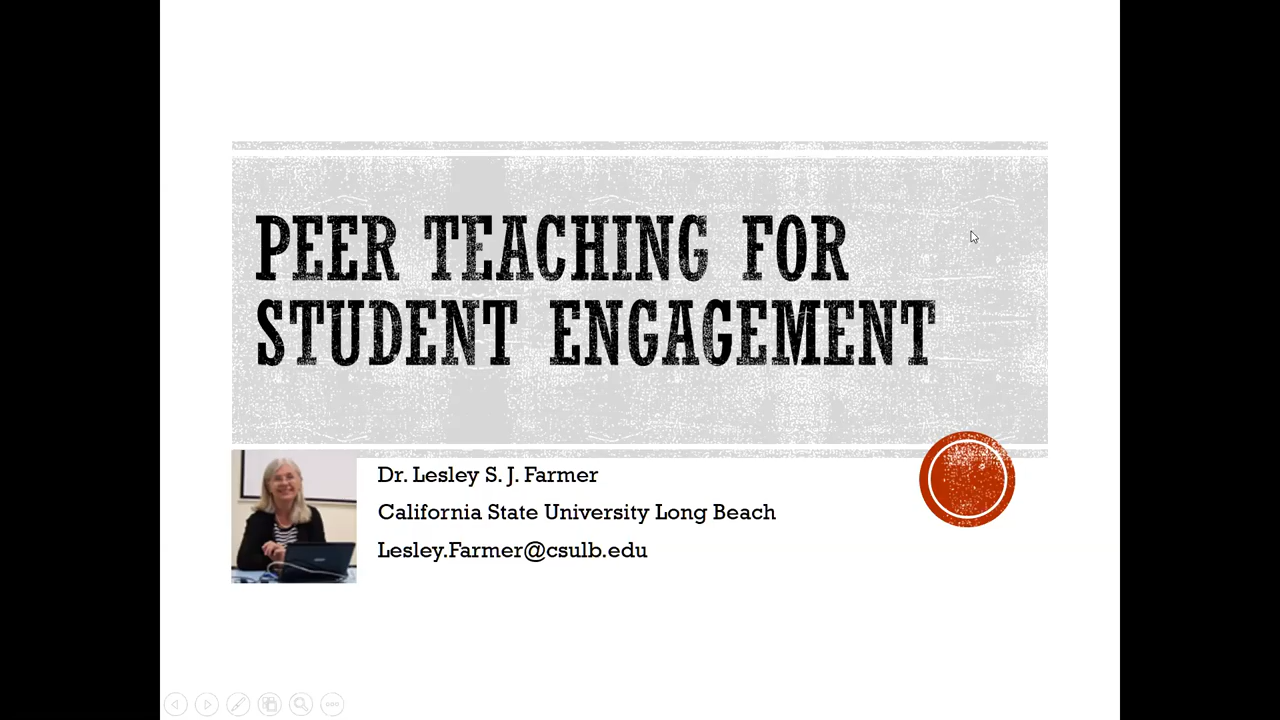 PEER TEACHING FOR
STUDENT ENGAGEMENT
Dr. Lesley S. J. Farmer
California State University Long Beach
Lesley.Farmer@csulb.edu